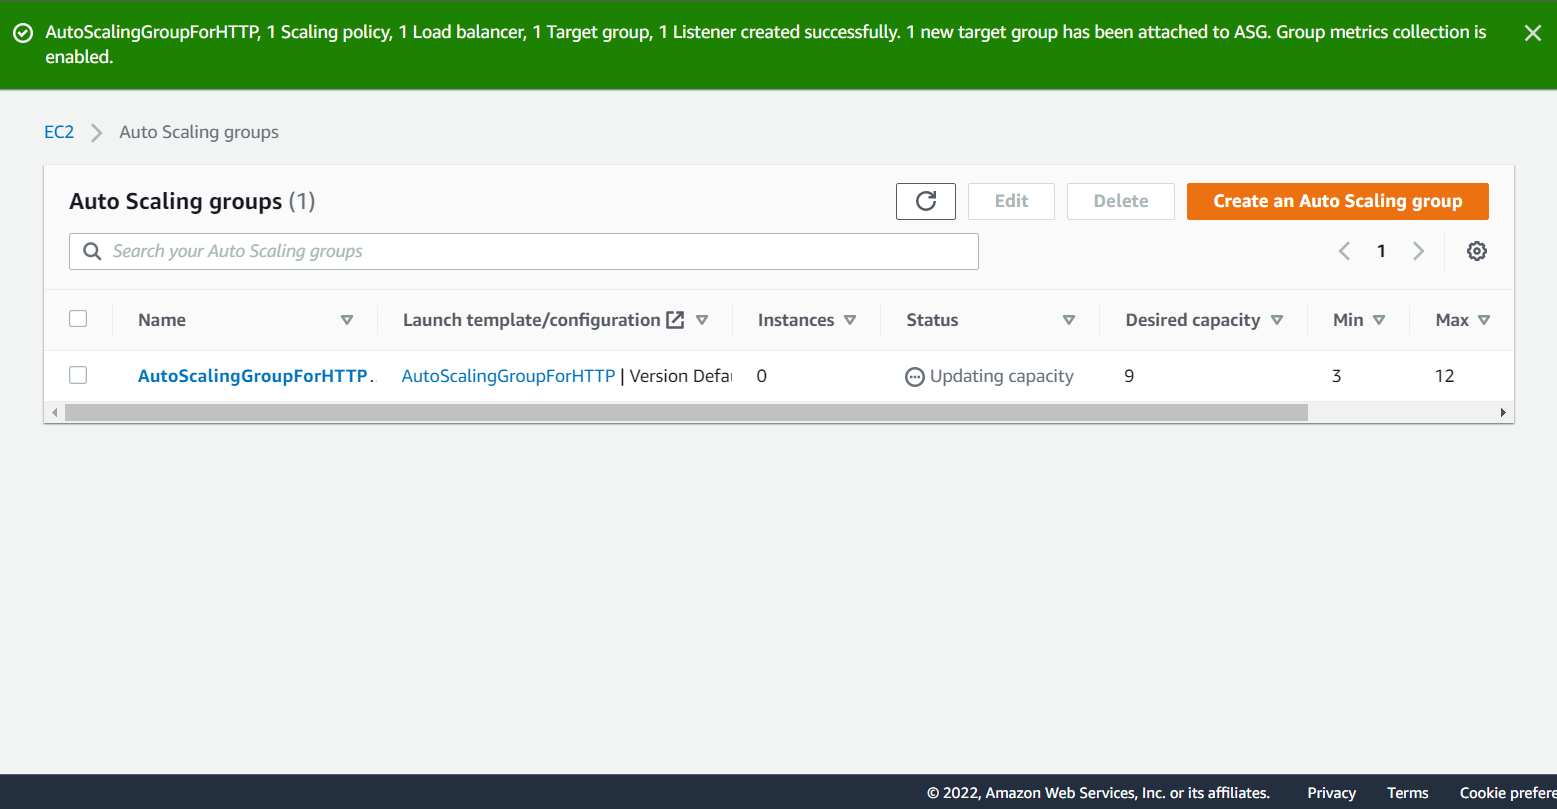 AutoScalingGroupForHTTP, 1 Scaling policy, 1 Load balancer, 1 Target group, 1 Listener created successfully. 1 new target group has been attached to ASG. Group metrics collection is
enabled.
EC2 Auto Scaling groups
Auto Scaling groups (1) Edit Delete Create an Auto Scaling group
Search your Auto Scaling groups 1
Name Launch template/configuration Instances Status Desired capacity Min Max
AutoScalingGroupForHTTP.. AutoScalingGroupForHTTP | Version Defau 0 Updating capacity 9 3 12
© 2022, Amazon Web Services, Inc. or its affiliates. Privacy Terms Cookie prefere